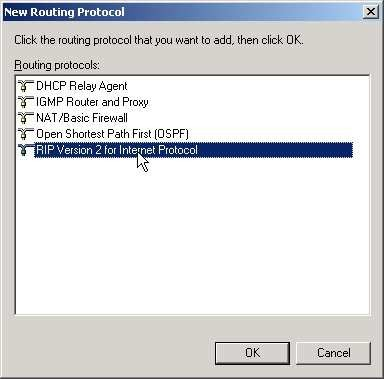 New Routing Protocol
Click the routing protocol that you want to add, then click OK.
Routing protocols:
DHCP Relay Agent
IGMP Router and Proxy
NAT/Basic Firewall
Open Shortest Path First (OSPF)
RIP Version 2 for Internet Protocol
OK
Cancel